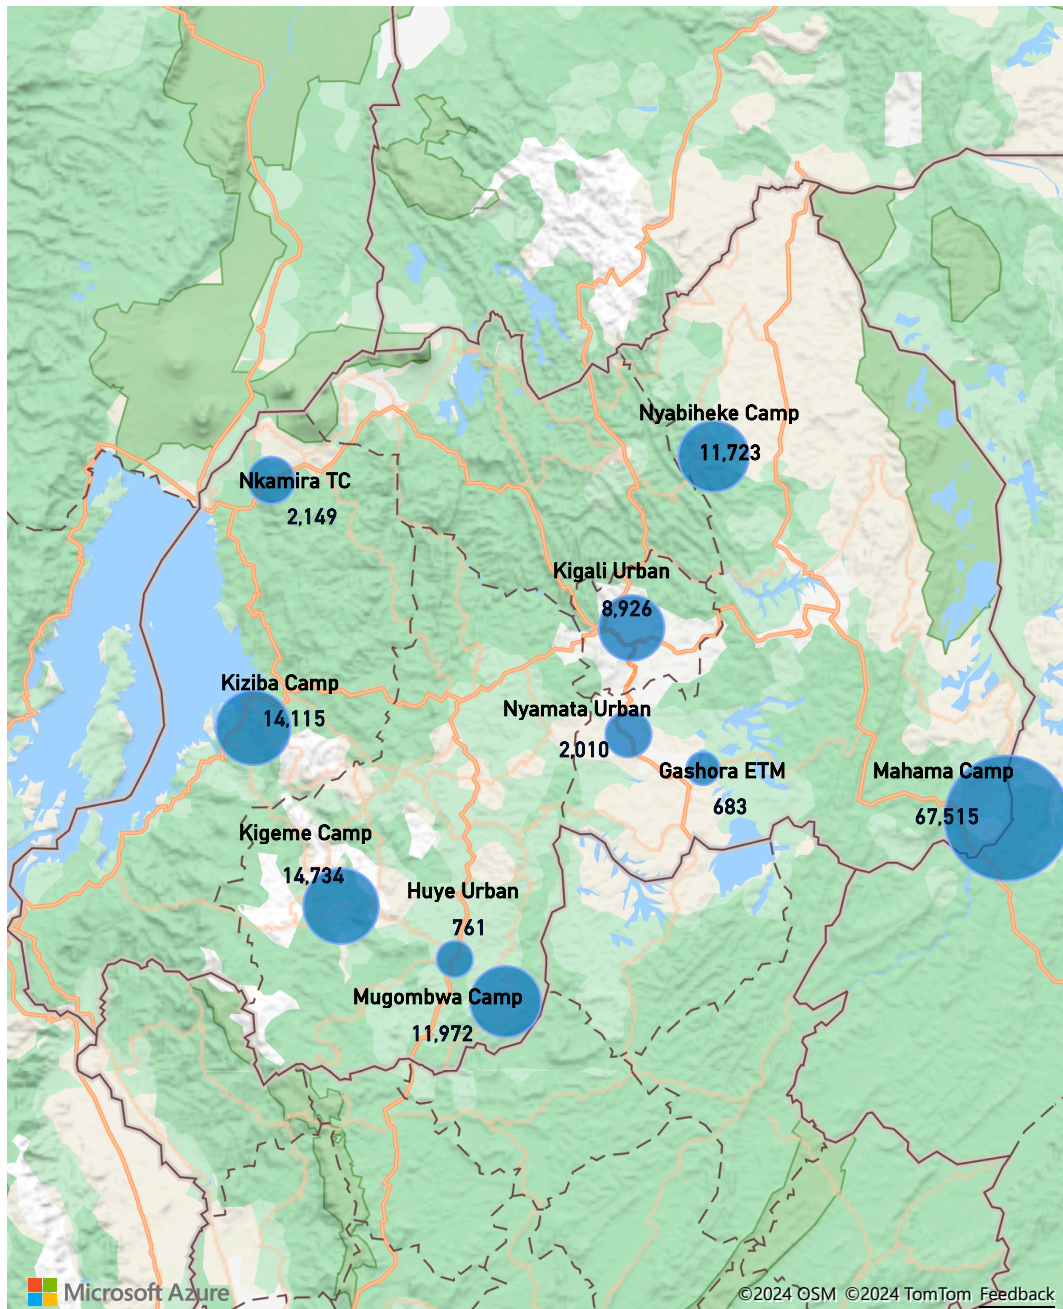 Nyabiheke Camp
11,723
Nkamira TC
2,149
Kigali Urban
8,926
Kiziba Camp
14,115
Nyamata Urban
2,010
Gashora ETM
683
Mahama Camp
67,515
Kigeme Camp
14,734
Huye Urban
761
Mugombwa Camp
11,972
Microsoft Azure
©2024 OSM ©2024 TomTom Feedback